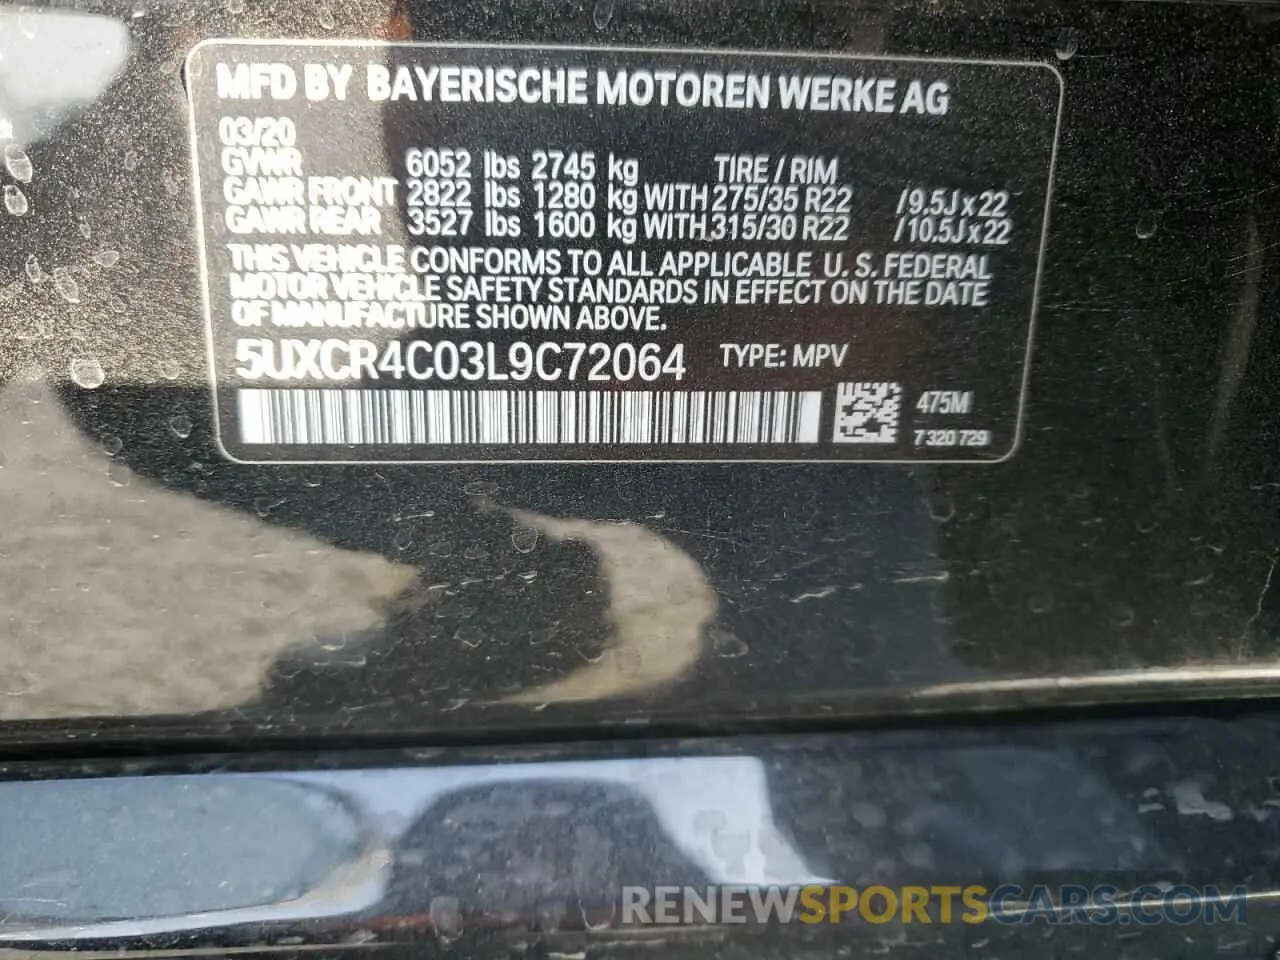 MFD BY BAYERISCHE MOTOREN WERKE AG
03/20
GVWR 6052 lbs 2745 kg TIRE / RIM
GAWR FRONT 2822 lbs 1280 kg WITH 275/35 R22 / 9.5J x 22
GAWR REAR 3527 lbs 1600 kg WITH 315/30 R22 / 10.5J x 22
THIS VEHICLE CONFORMS TO ALL APPLICABLE U. S. FEDERAL
MOTOR VEHICLE SAFETY STANDARDS IN EFFECT ON THE DATE
OF MANUFACTURE SHOWN ABOVE.
5UXCR4C03L9C72064 TYPE: MPV
475M
7 320 729
RENEWSPORTSCARS.COM